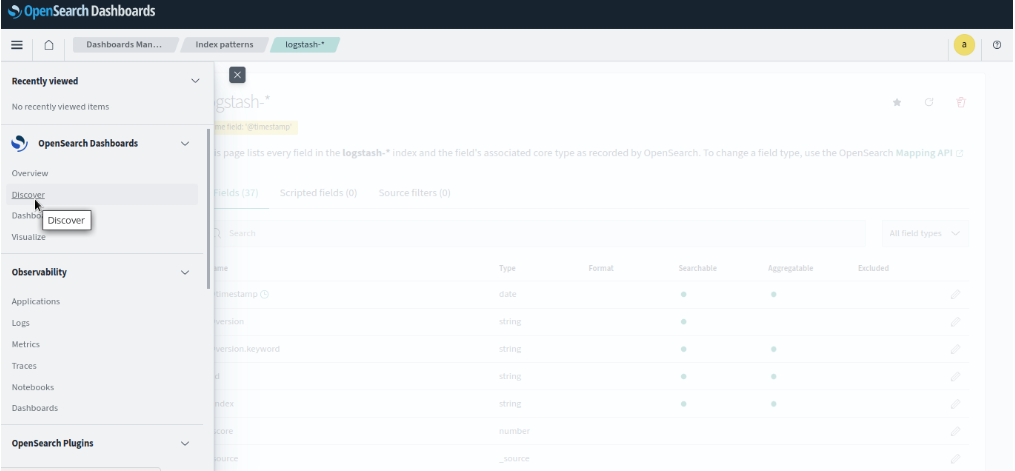 OpenSearch Dashboards
Dashboards Man... Index patterns logstash-* a
Recently viewed
No recently viewed items
OpenSearch Dashboards
Overview
Discover
Dashbo
Discover
Visualize
Observability
Applications
Logs
Metrics
Traces
Notebooks
Dashboards
OpenSearch Plugins
ogstash-*
me field: '@timestamp'
is page lists every field in the logstash-* index and the field's associated core type as recorded by OpenSearch. To change a field type, use the OpenSearch Mapping API
Fields (37) Scripted fields (0) Source filters (0)
Search All field types
ame Type Format Searchable Aggregatable Excluded
timestamp date
version string
version.keyword string
d string
ndex string
score number
source _source